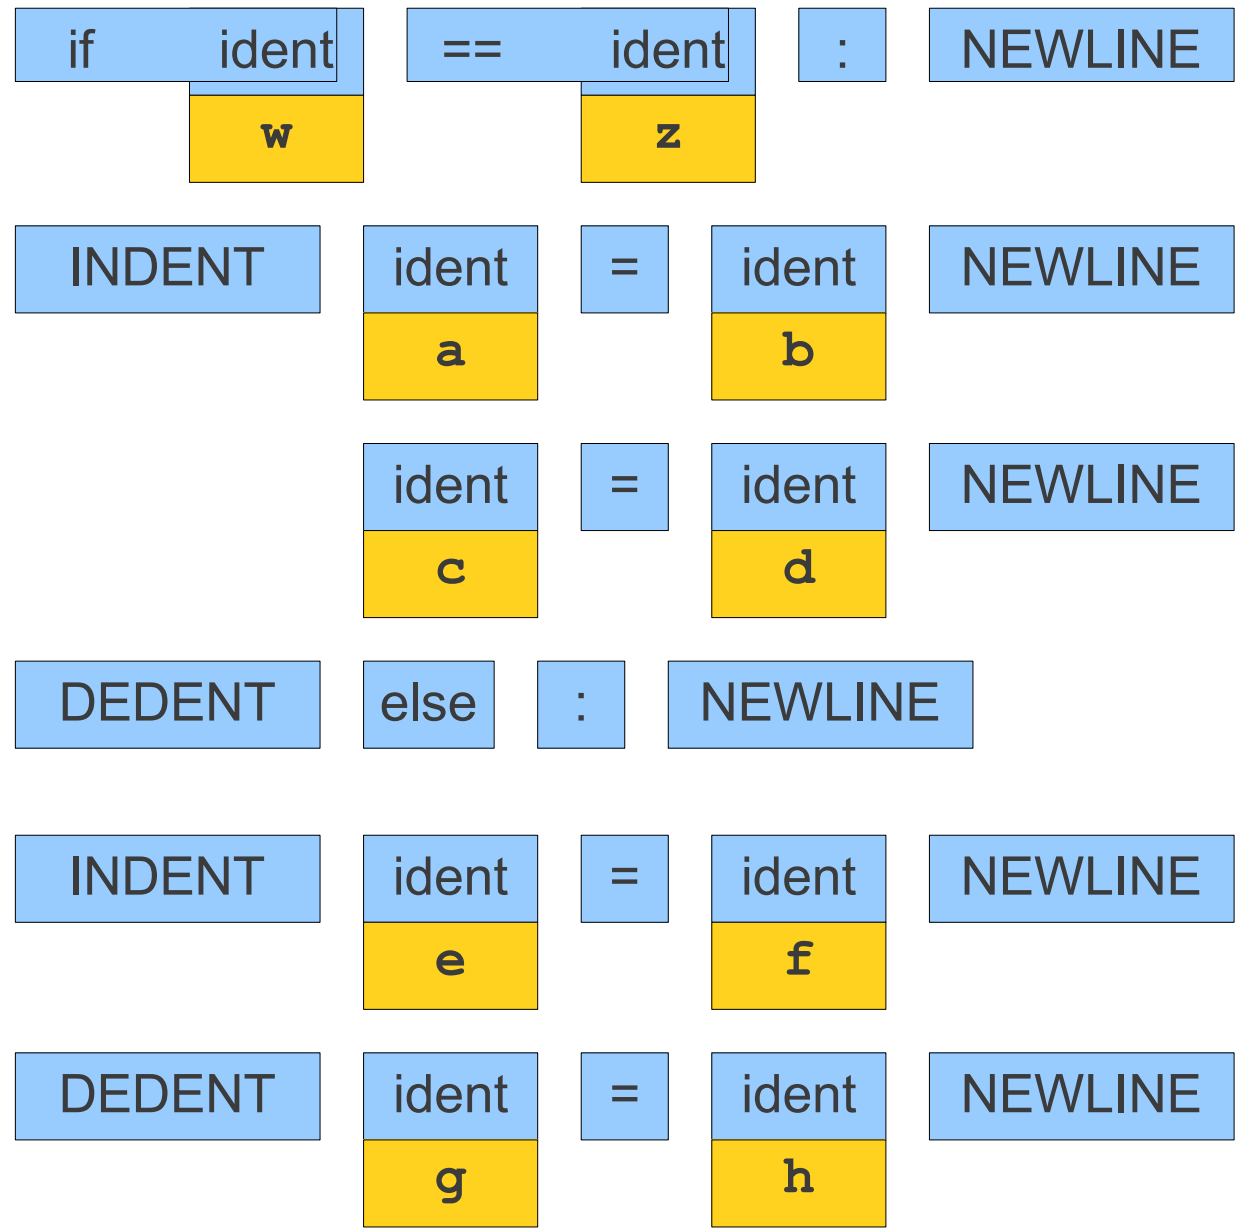 if ident == ident : NEWLINE
w z
INDENT ident = ident NEWLINE
a b
ident = ident NEWLINE
c d
DEDENT else : NEWLINE
INDENT ident = ident NEWLINE
e f
DEDENT ident = ident NEWLINE
g h